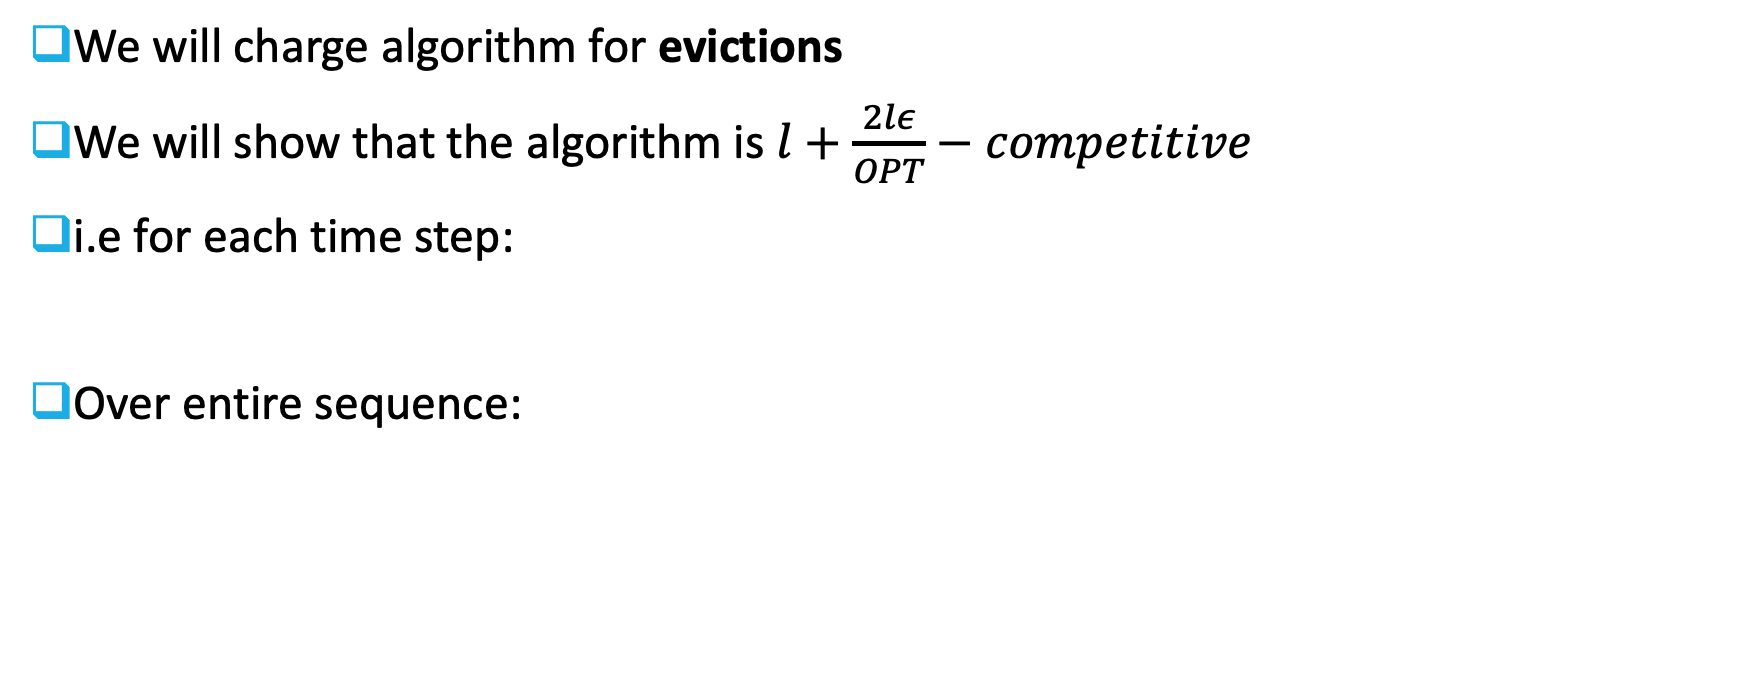 ❑We will charge algorithm for evictions
❑We will show that the algorithm is l + 2lϵ/OPT − competitive
❑i.e for each time step:
❑Over entire sequence: